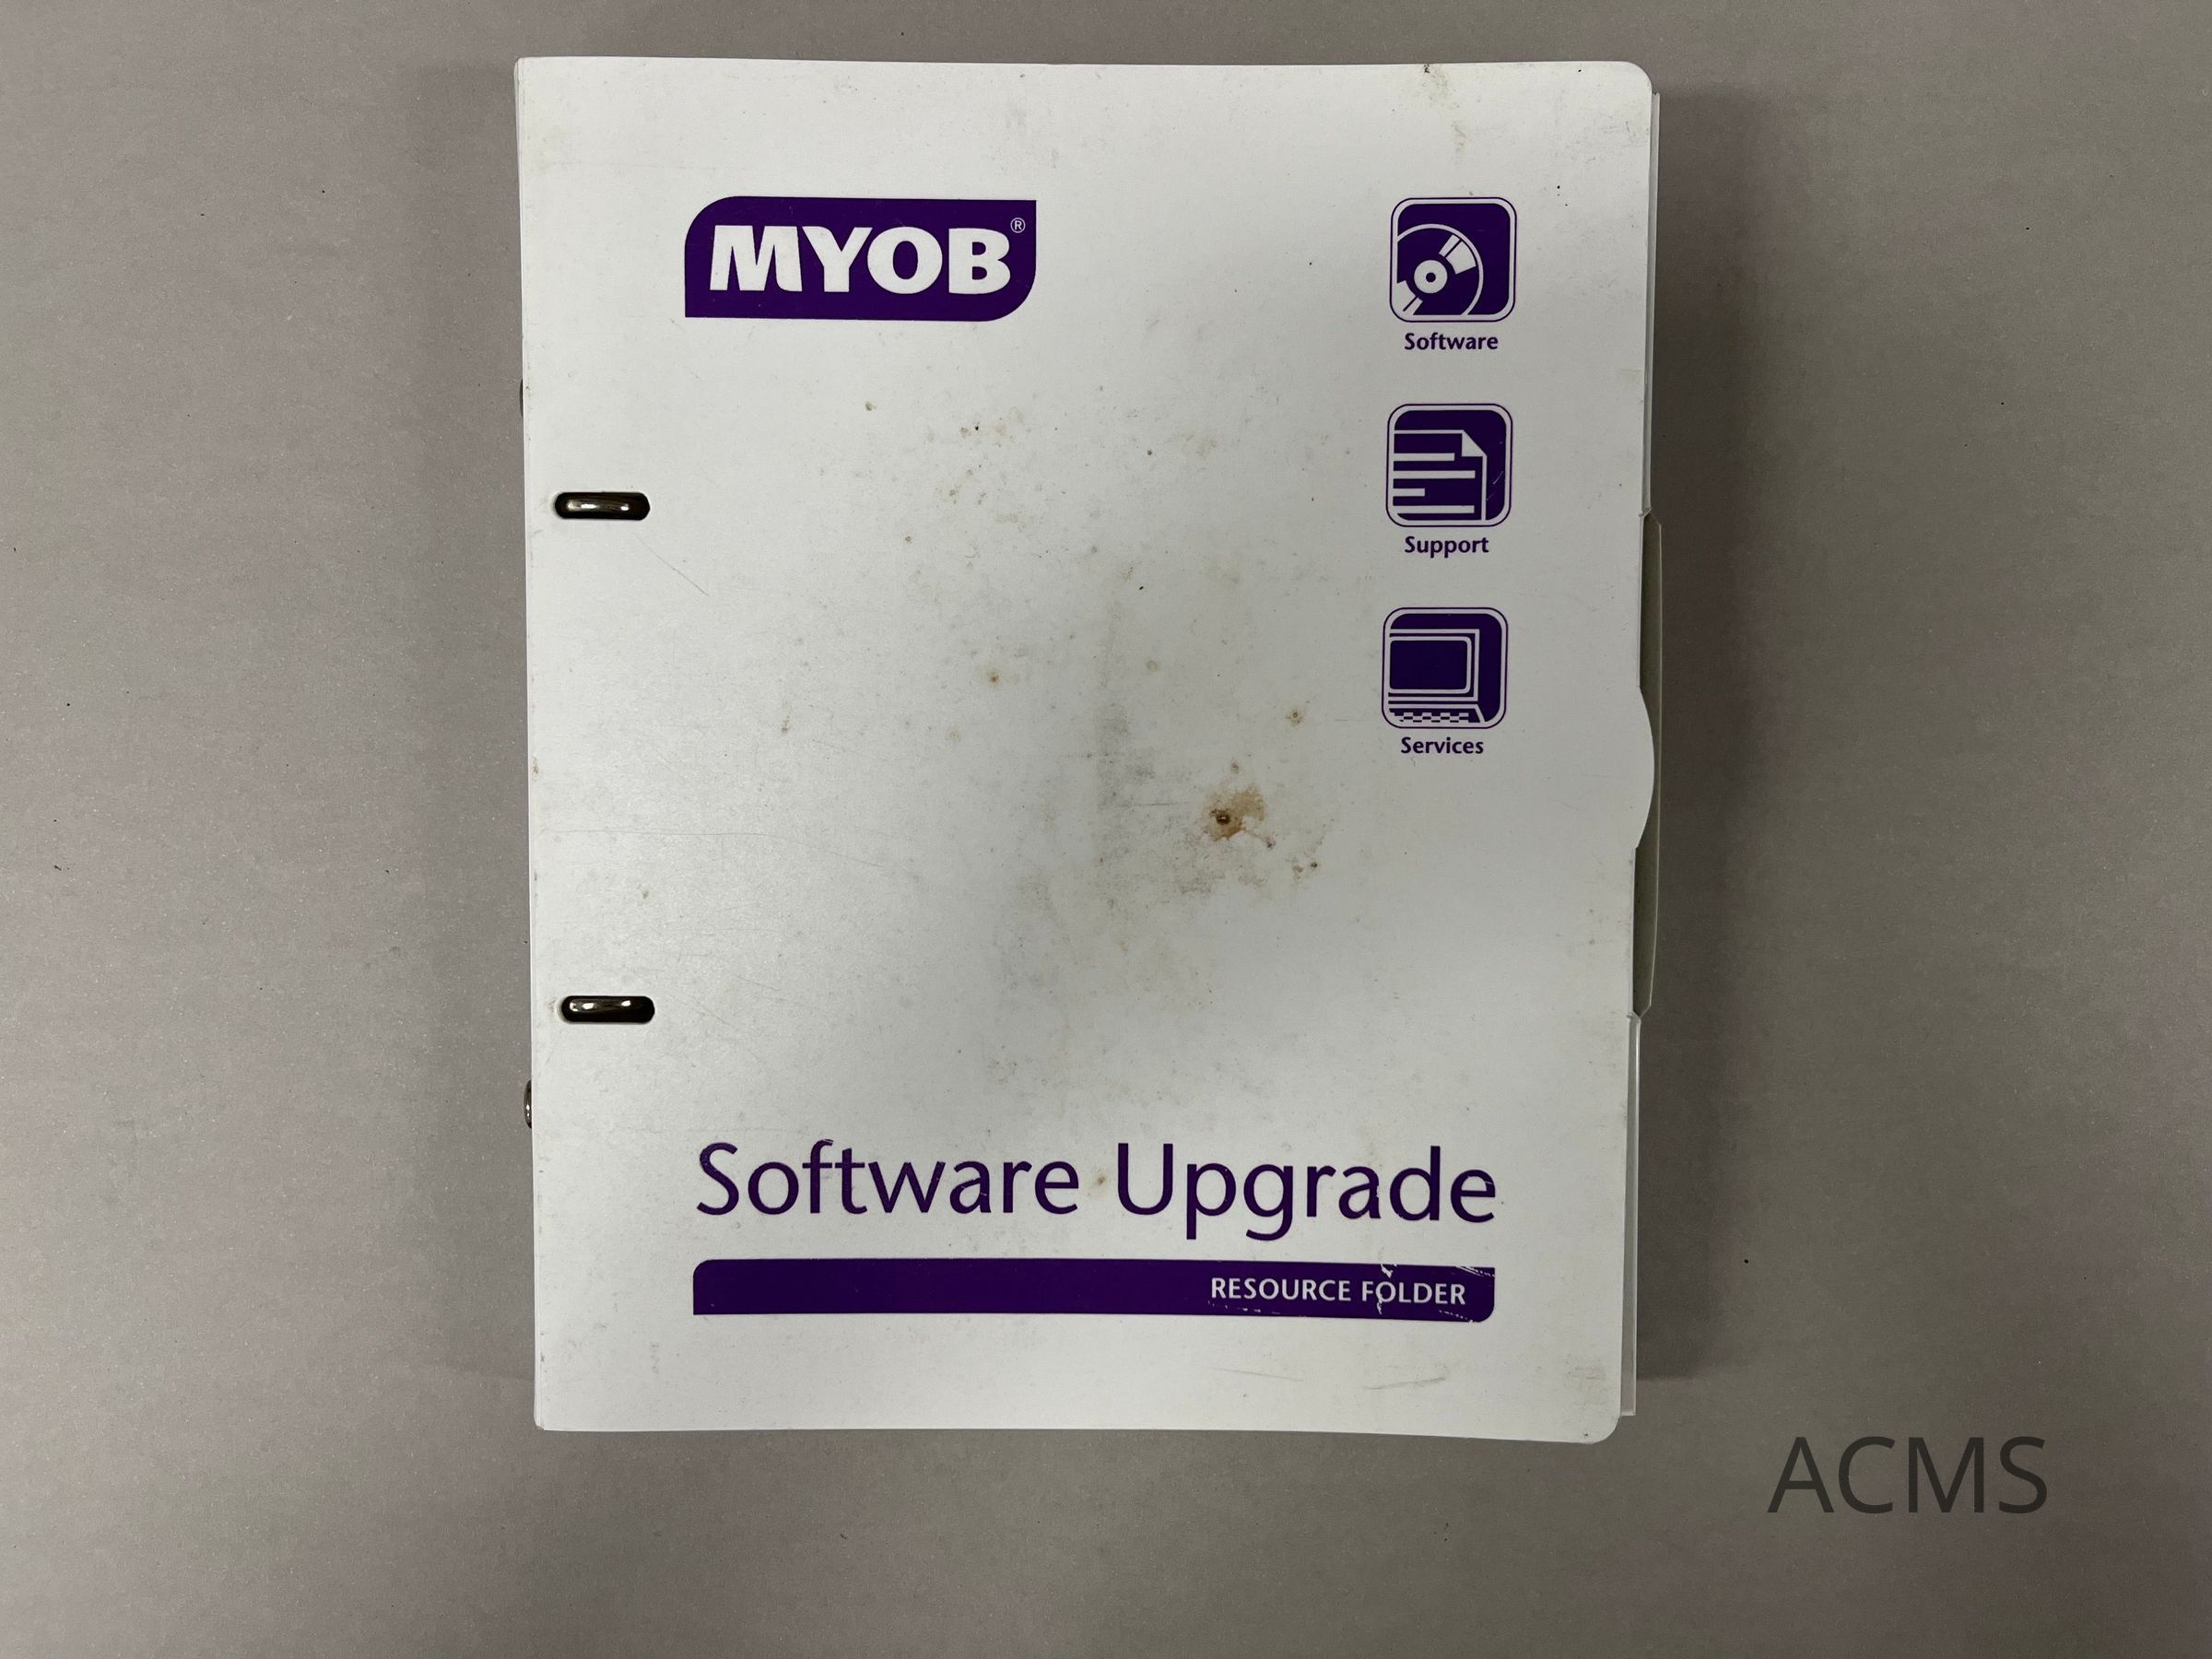 MYOB®
Software
Support
Services
Software Upgrade
RESOURCE FOLDER
ACMS